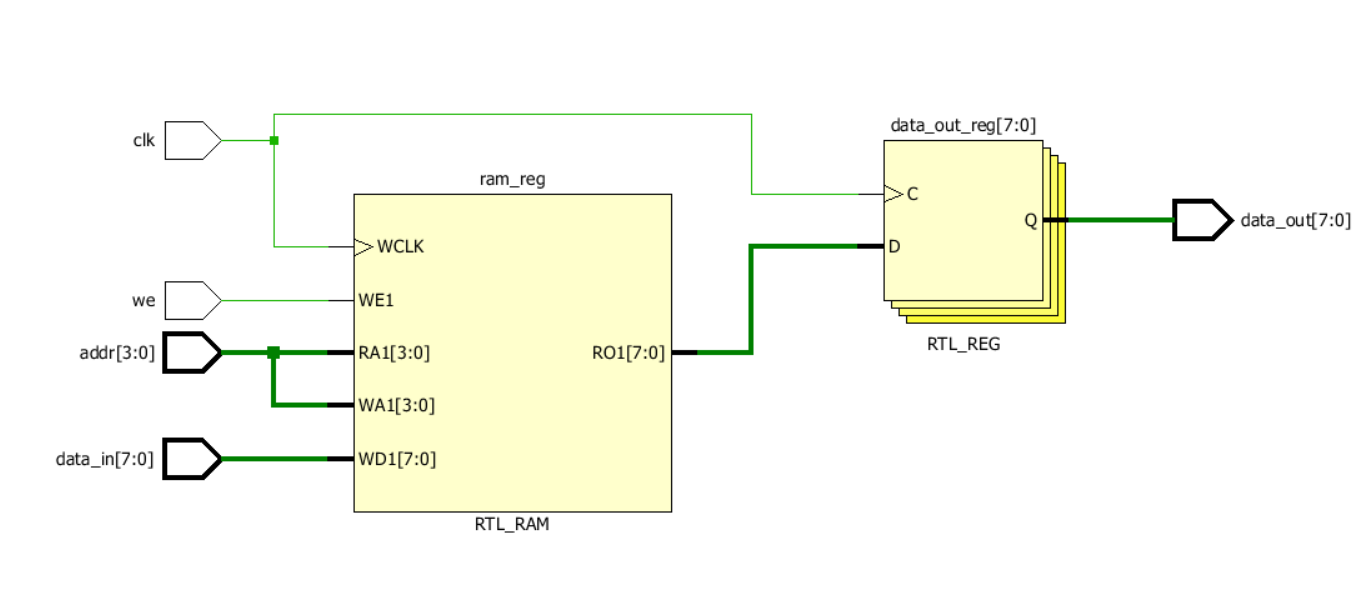 clk
we
addr[3:0]
data_in[7:0]
ram_reg
WCLK
WE1
RA1[3:0]
WA1[3:0]
WD1[7:0]
RO1[7:0]
RTL_RAM
data_out_reg[7:0]
C
D
Q
RTL_REG
data_out[7:0]